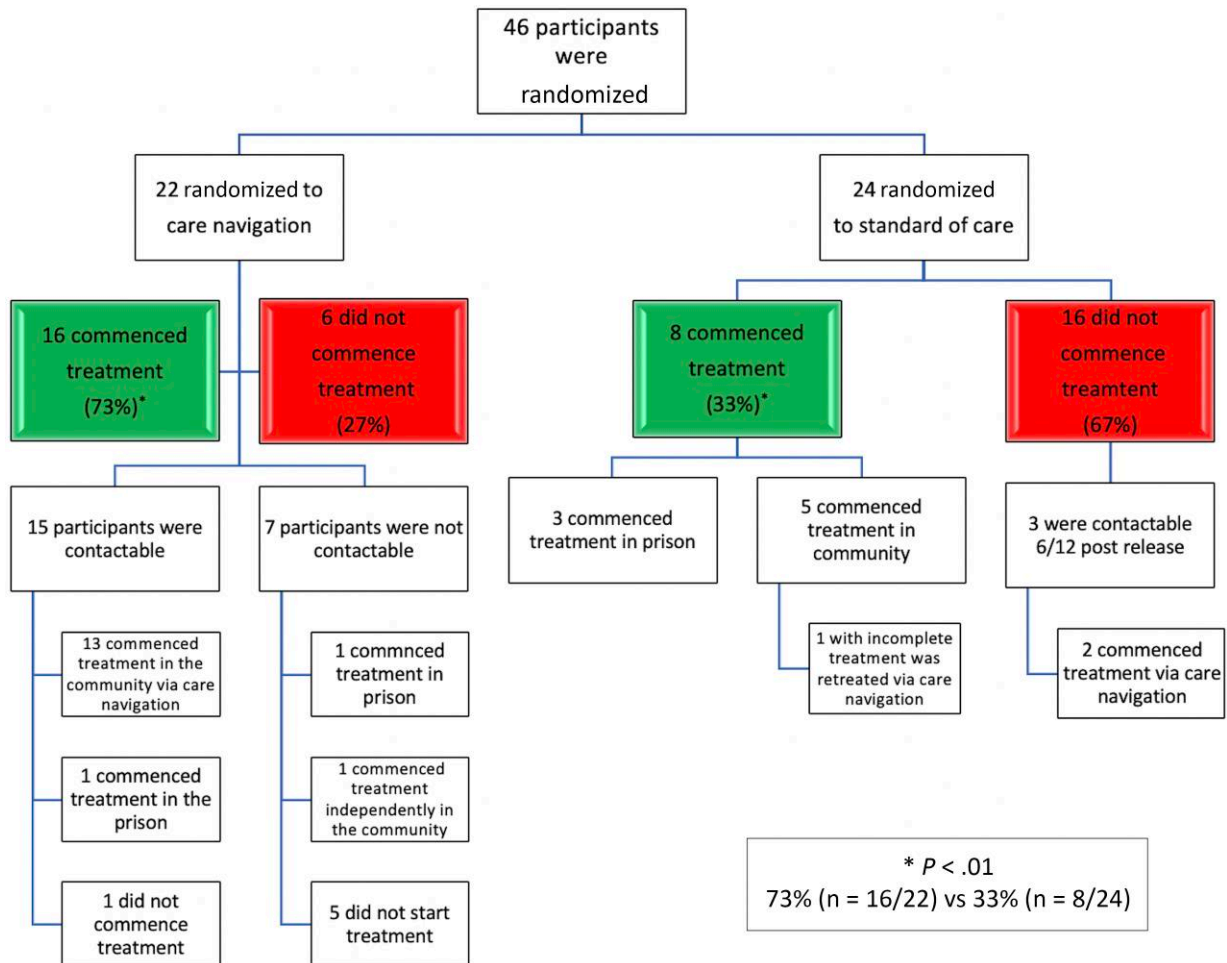 46 participants
were
randomized
22 randomized to
care navigation
24 randomized
to standard of care
16 commenced
treatment
(73%)*
6 did not
commence
treatment
(27%)
8 commenced
treatment
(33%)*
16 did not
commence
treamtent
(67%)
15 participants were
contactable
7 participants were not
contactable
3 commenced
treatment in prison
5 commenced
treatment in
community
3 were contactable
6/12 post release
13 commenced
treatment in the
community via care
navigation
1 commnced
treatment in
prison
1 with incomplete
treatment was
retreated via care
navigation
2 commenced
treatment via care
navigation
1 commenced
treatment in the
prison
1 commenced
treatment
independently in
the community
1 did not
commence
treatment
5 did not start
treatment
* P < .01
73% (n = 16/22) vs 33% (n = 8/24)